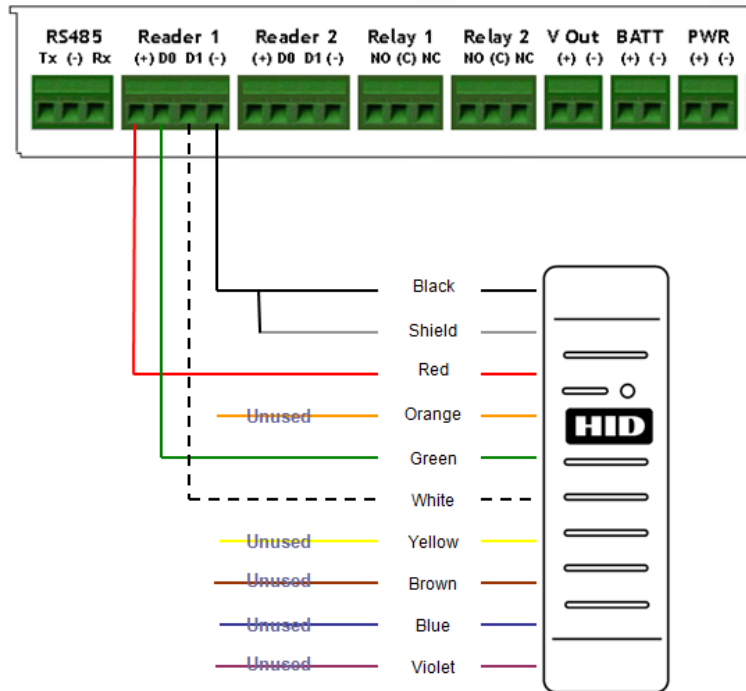 RS485 Reader 1 Reader 2 Relay 1 Relay 2 V Out BATT PWR
Tx (-) Rx (+) D0 D1 (-) (+) D0 D1 (-) NO (C) NC NO (C) NC (+) (-) (+) (-) (+) (-)
Black
Shield
Red
Unused Orange
HID
Green
White
Unused Yellow
Unused Brown
Unused Blue
Unused Violet